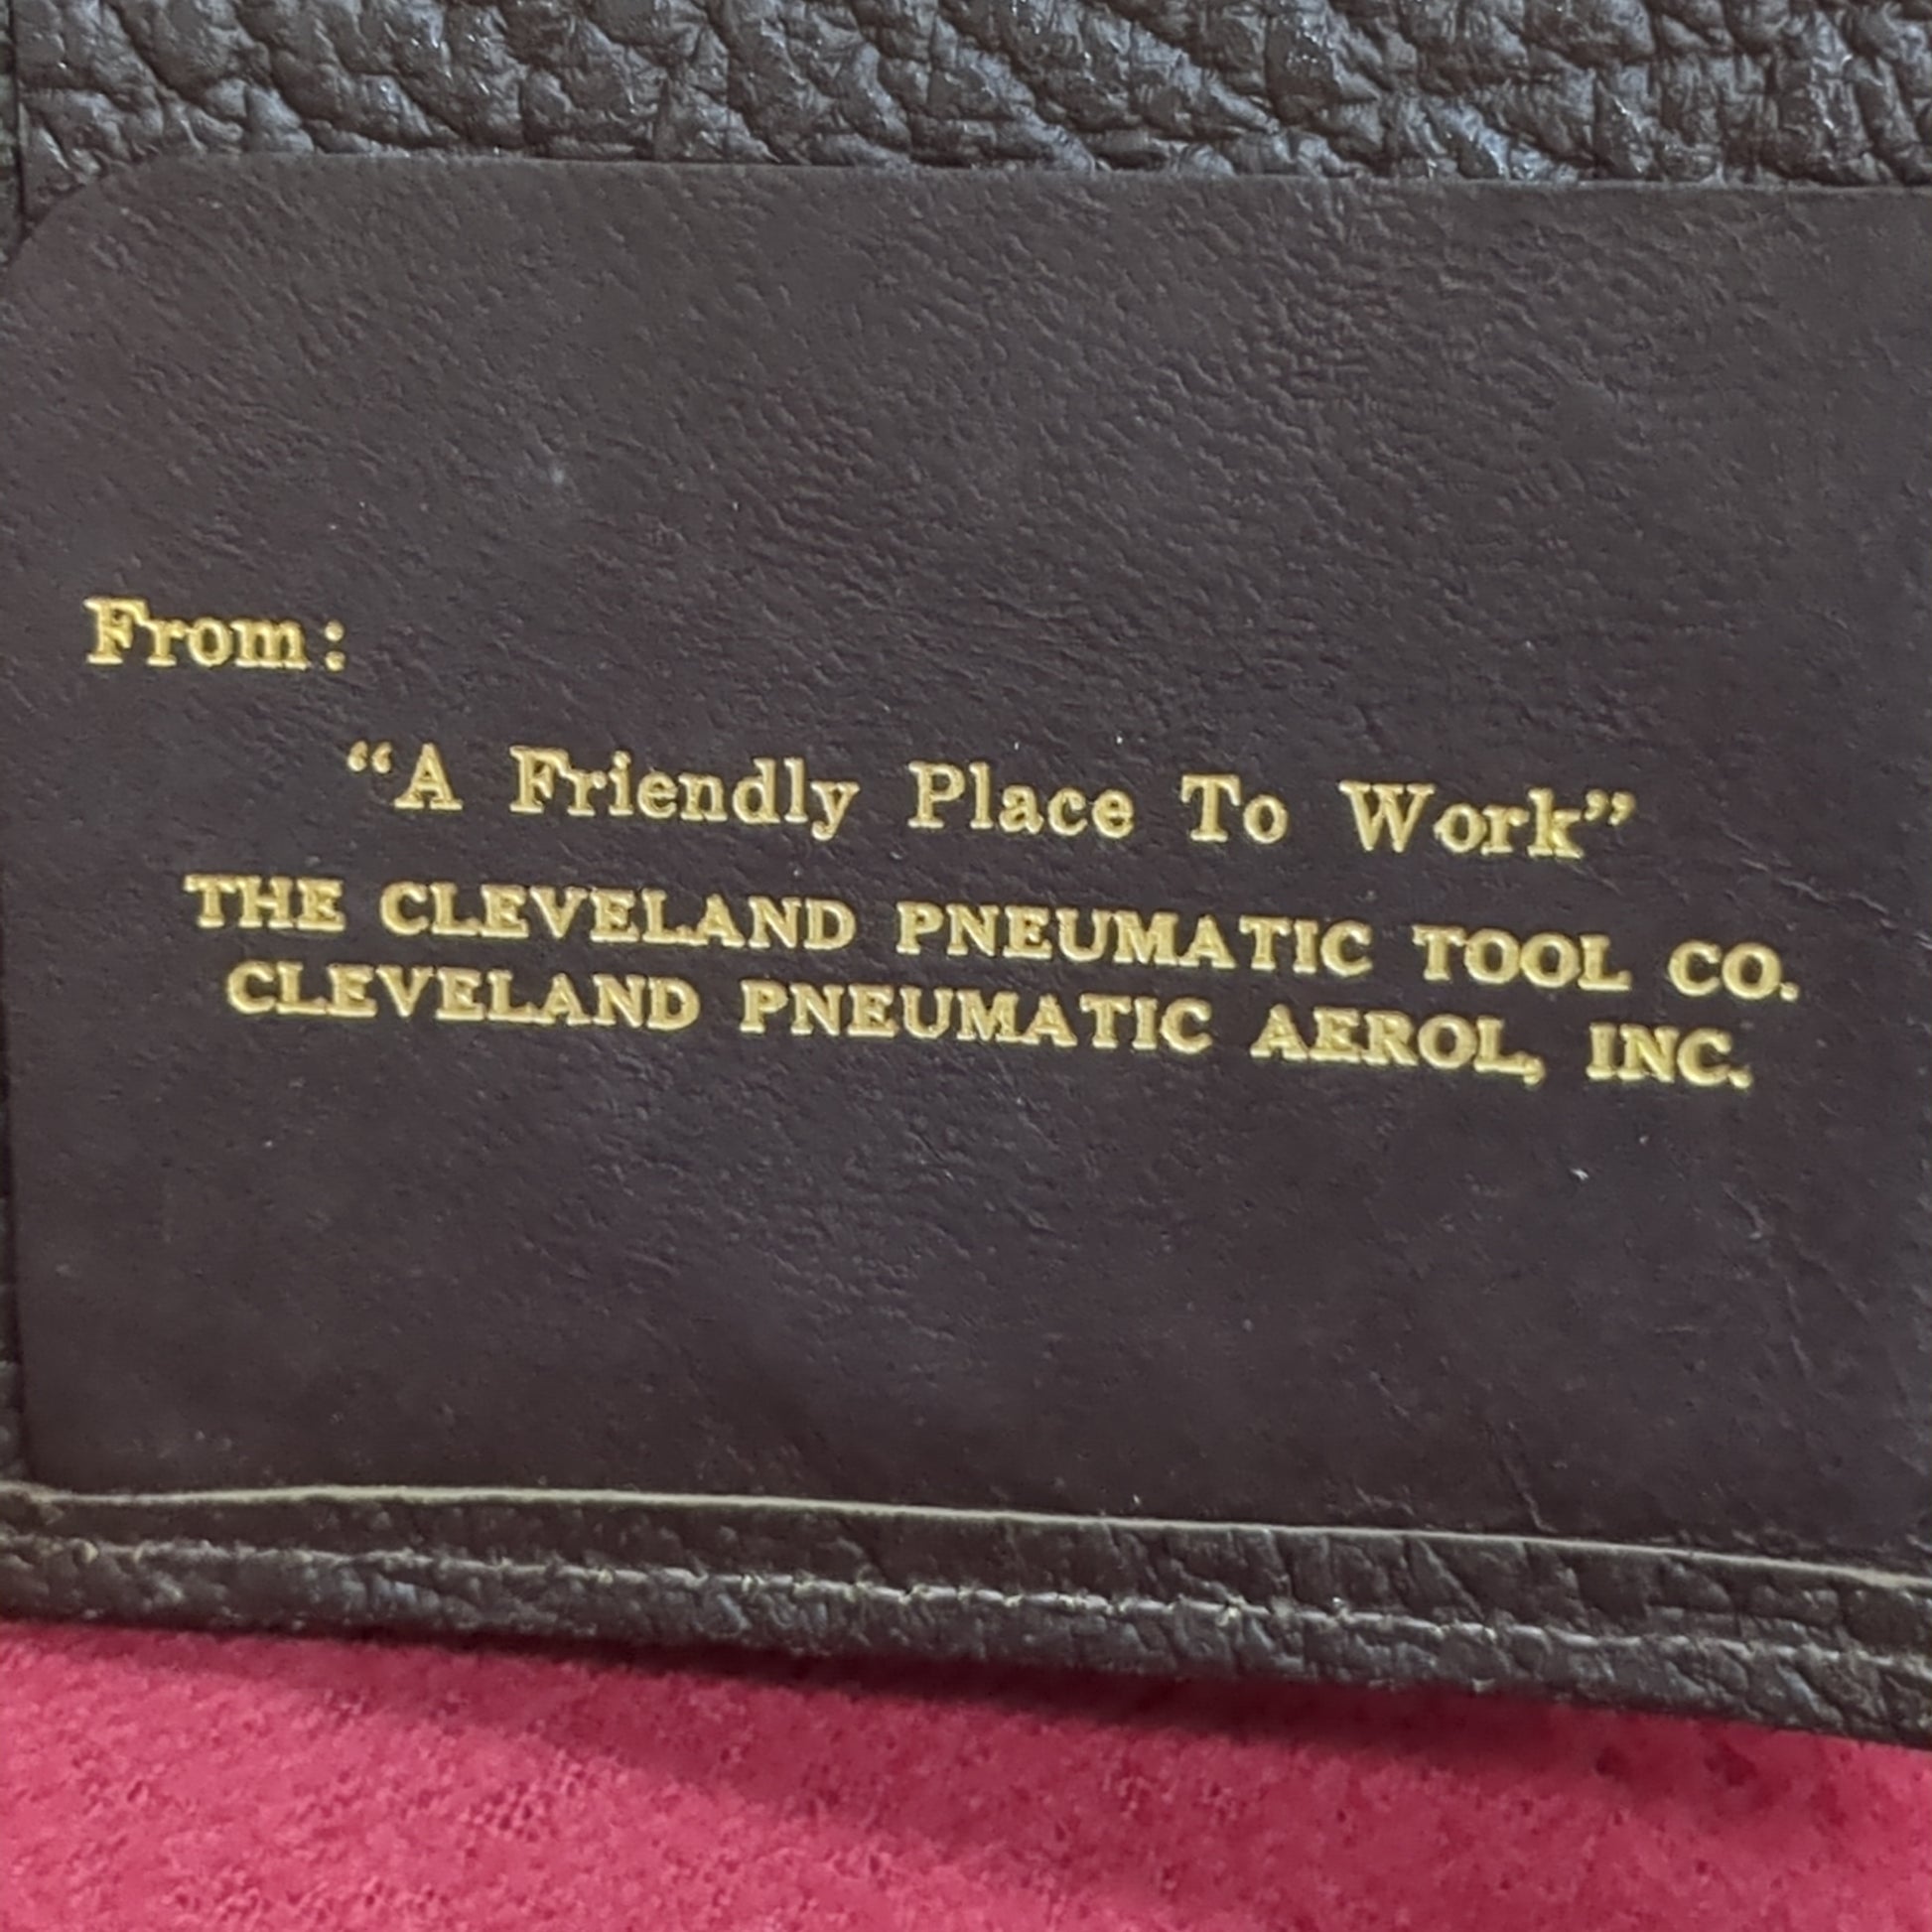 From:
“A Friendly Place To Work”
THE CLEVELAND PNEUMATIC TOOL CO.
CLEVELAND PNEUMATIC AEROL, INC.